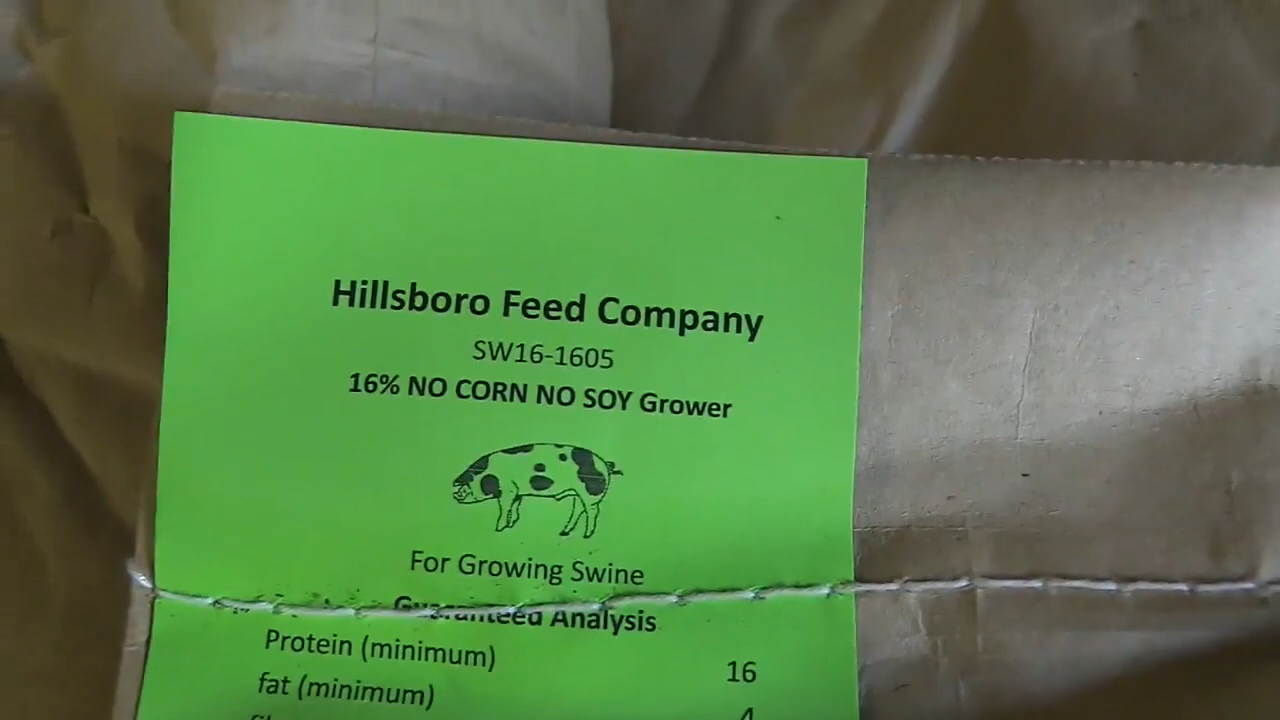 Hillsboro Feed Company
SW16-1605
16% NO CORN NO SOY Grower
For Growing Swine
Guaranteed Analysis
Protein (minimum) 16
fat (minimum) 4